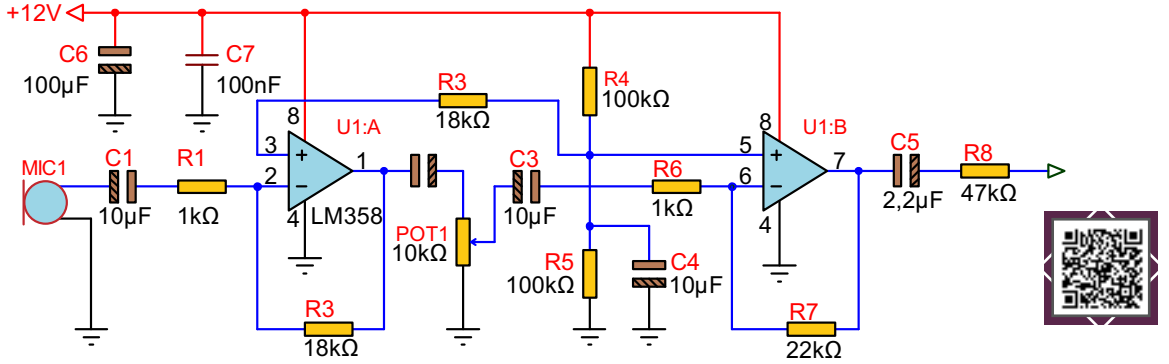 +12V
C6
100µF
C7
100nF
R3
18kΩ
R4
100kΩ
8
U1:A
3
+
2
−
1
4
LM358
MIC1
C1
10µF
R1
1kΩ
POT1
10kΩ
C3
10µF
R6
1kΩ
8
U1:B
5
+
6
−
7
4
C5
2,2µF
R8
47kΩ
R5
100kΩ
C4
10µF
R3
18kΩ
R7
22kΩ